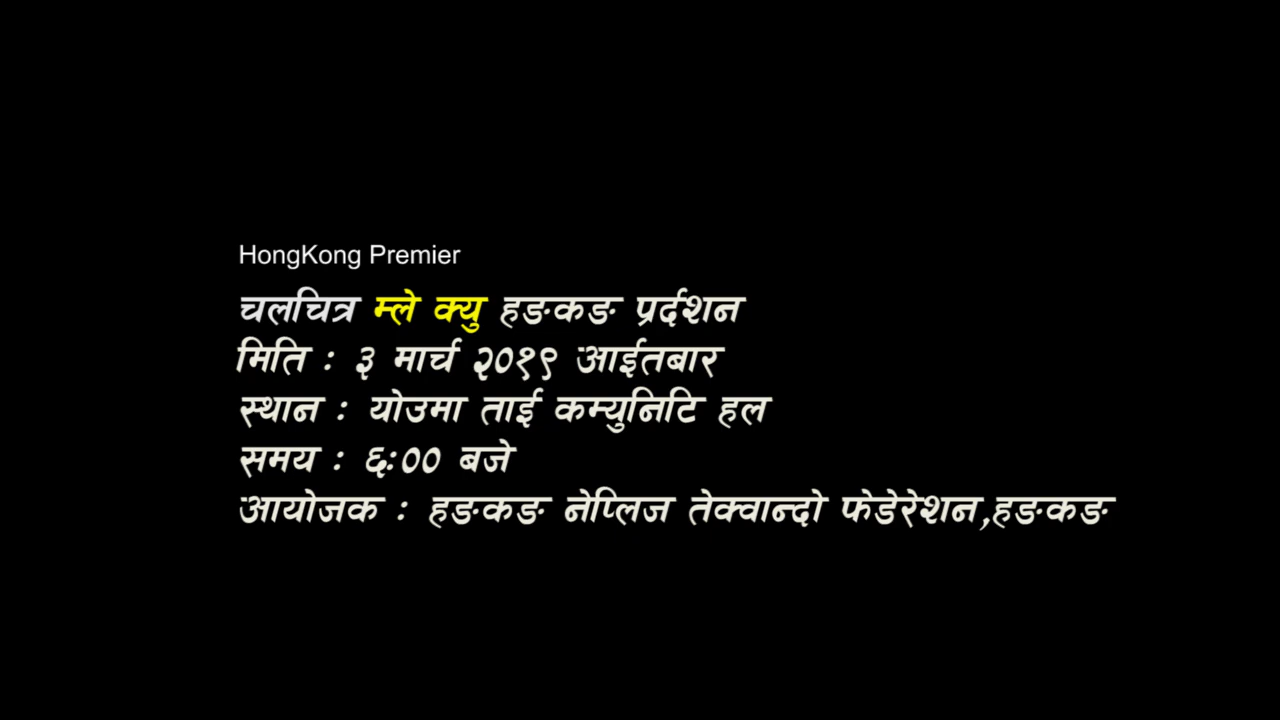 HongKong Premier
चलचित्र म्ले क्यु हङकङ प्रर्दशन
मिति : ३ मार्च २०१९ आईतबार
स्थान : योउमा ताई कम्युनिटि हल
समय : ६:०० बजे
आयोजक : हङकङ नेप्लिज तेक्वान्दो फेडेरेशन,हङकङ